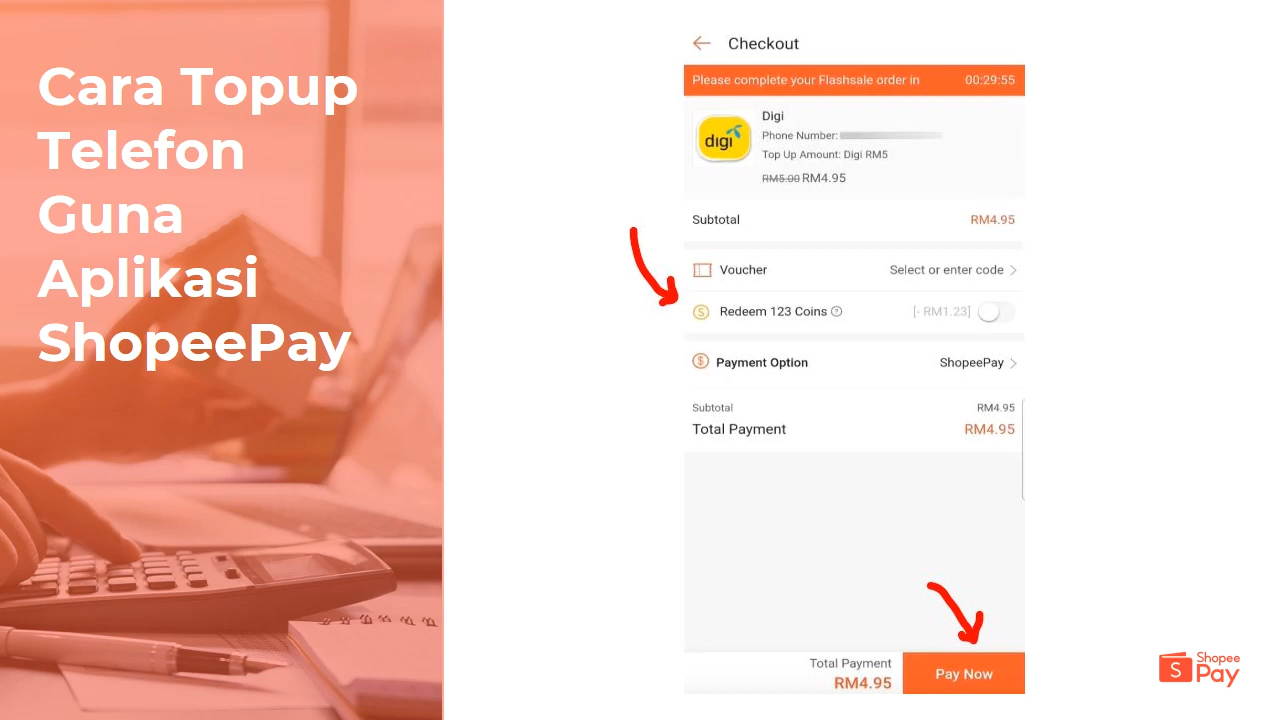 Cara Topup
Telefon
Guna
Aplikasi
ShopeePay
Checkout
Please complete your Flashsale order in 00:29:55
digi
Digi
Phone Number:
Top Up Amount: Digi RM5
RM5.00 RM4.95
Subtotal RM4.95
Voucher Select or enter code
Redeem 123 Coins [- RM1.23]
Payment Option ShopeePay
Subtotal RM4.95
Total Payment RM4.95
Total Payment
RM4.95
Pay Now
Shopee
Pay